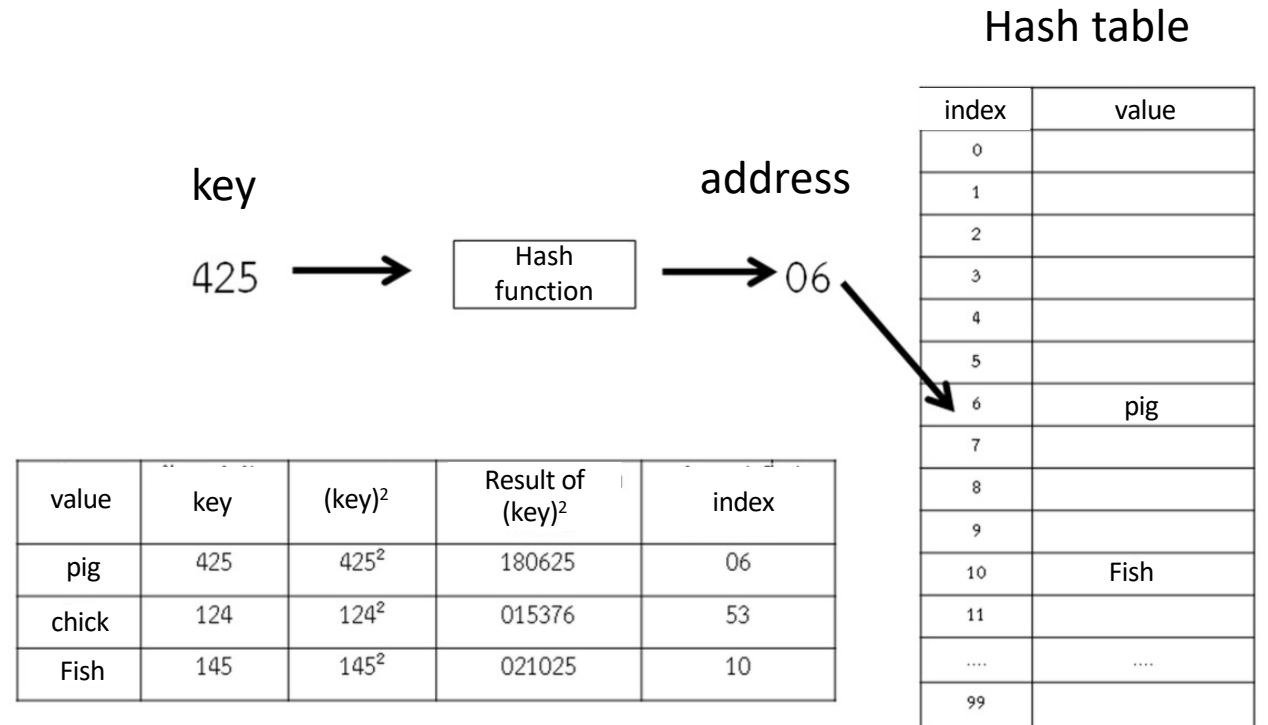 Hash table
key
address
425
Hash
function
06
index value
0
1
2
3
4
5
6 pig
7
8
9
10 Fish
11
.... ....
99
value key (key)² Result of (key)² index
pig 425 425² 180625 06
chick 124 124² 015376 53
Fish 145 145² 021025 10